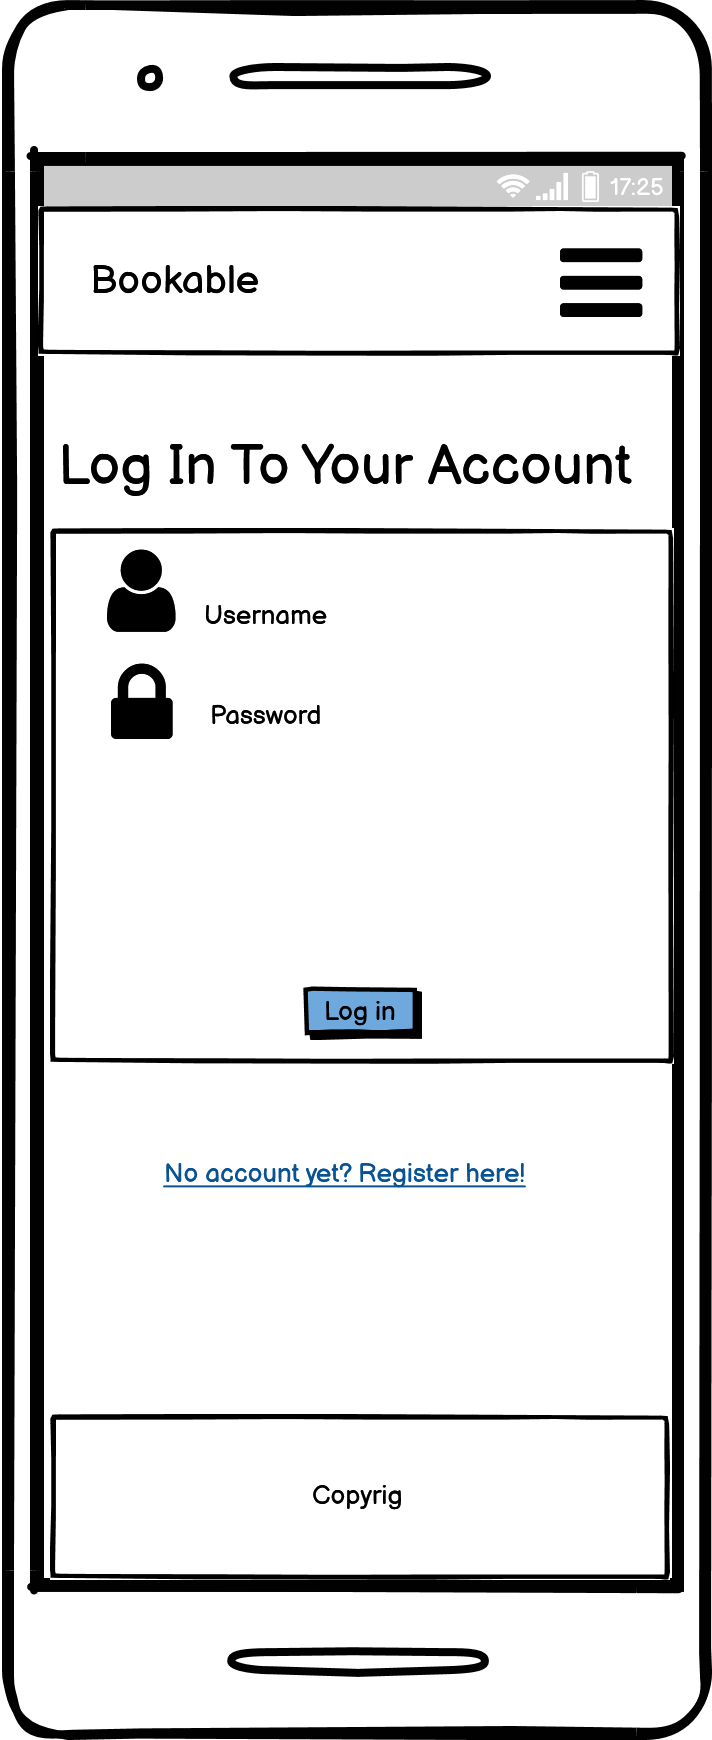 17:25
Bookable
Log In To Your Account
Username
Password
Log in
No account yet? Register here!
Copyrig